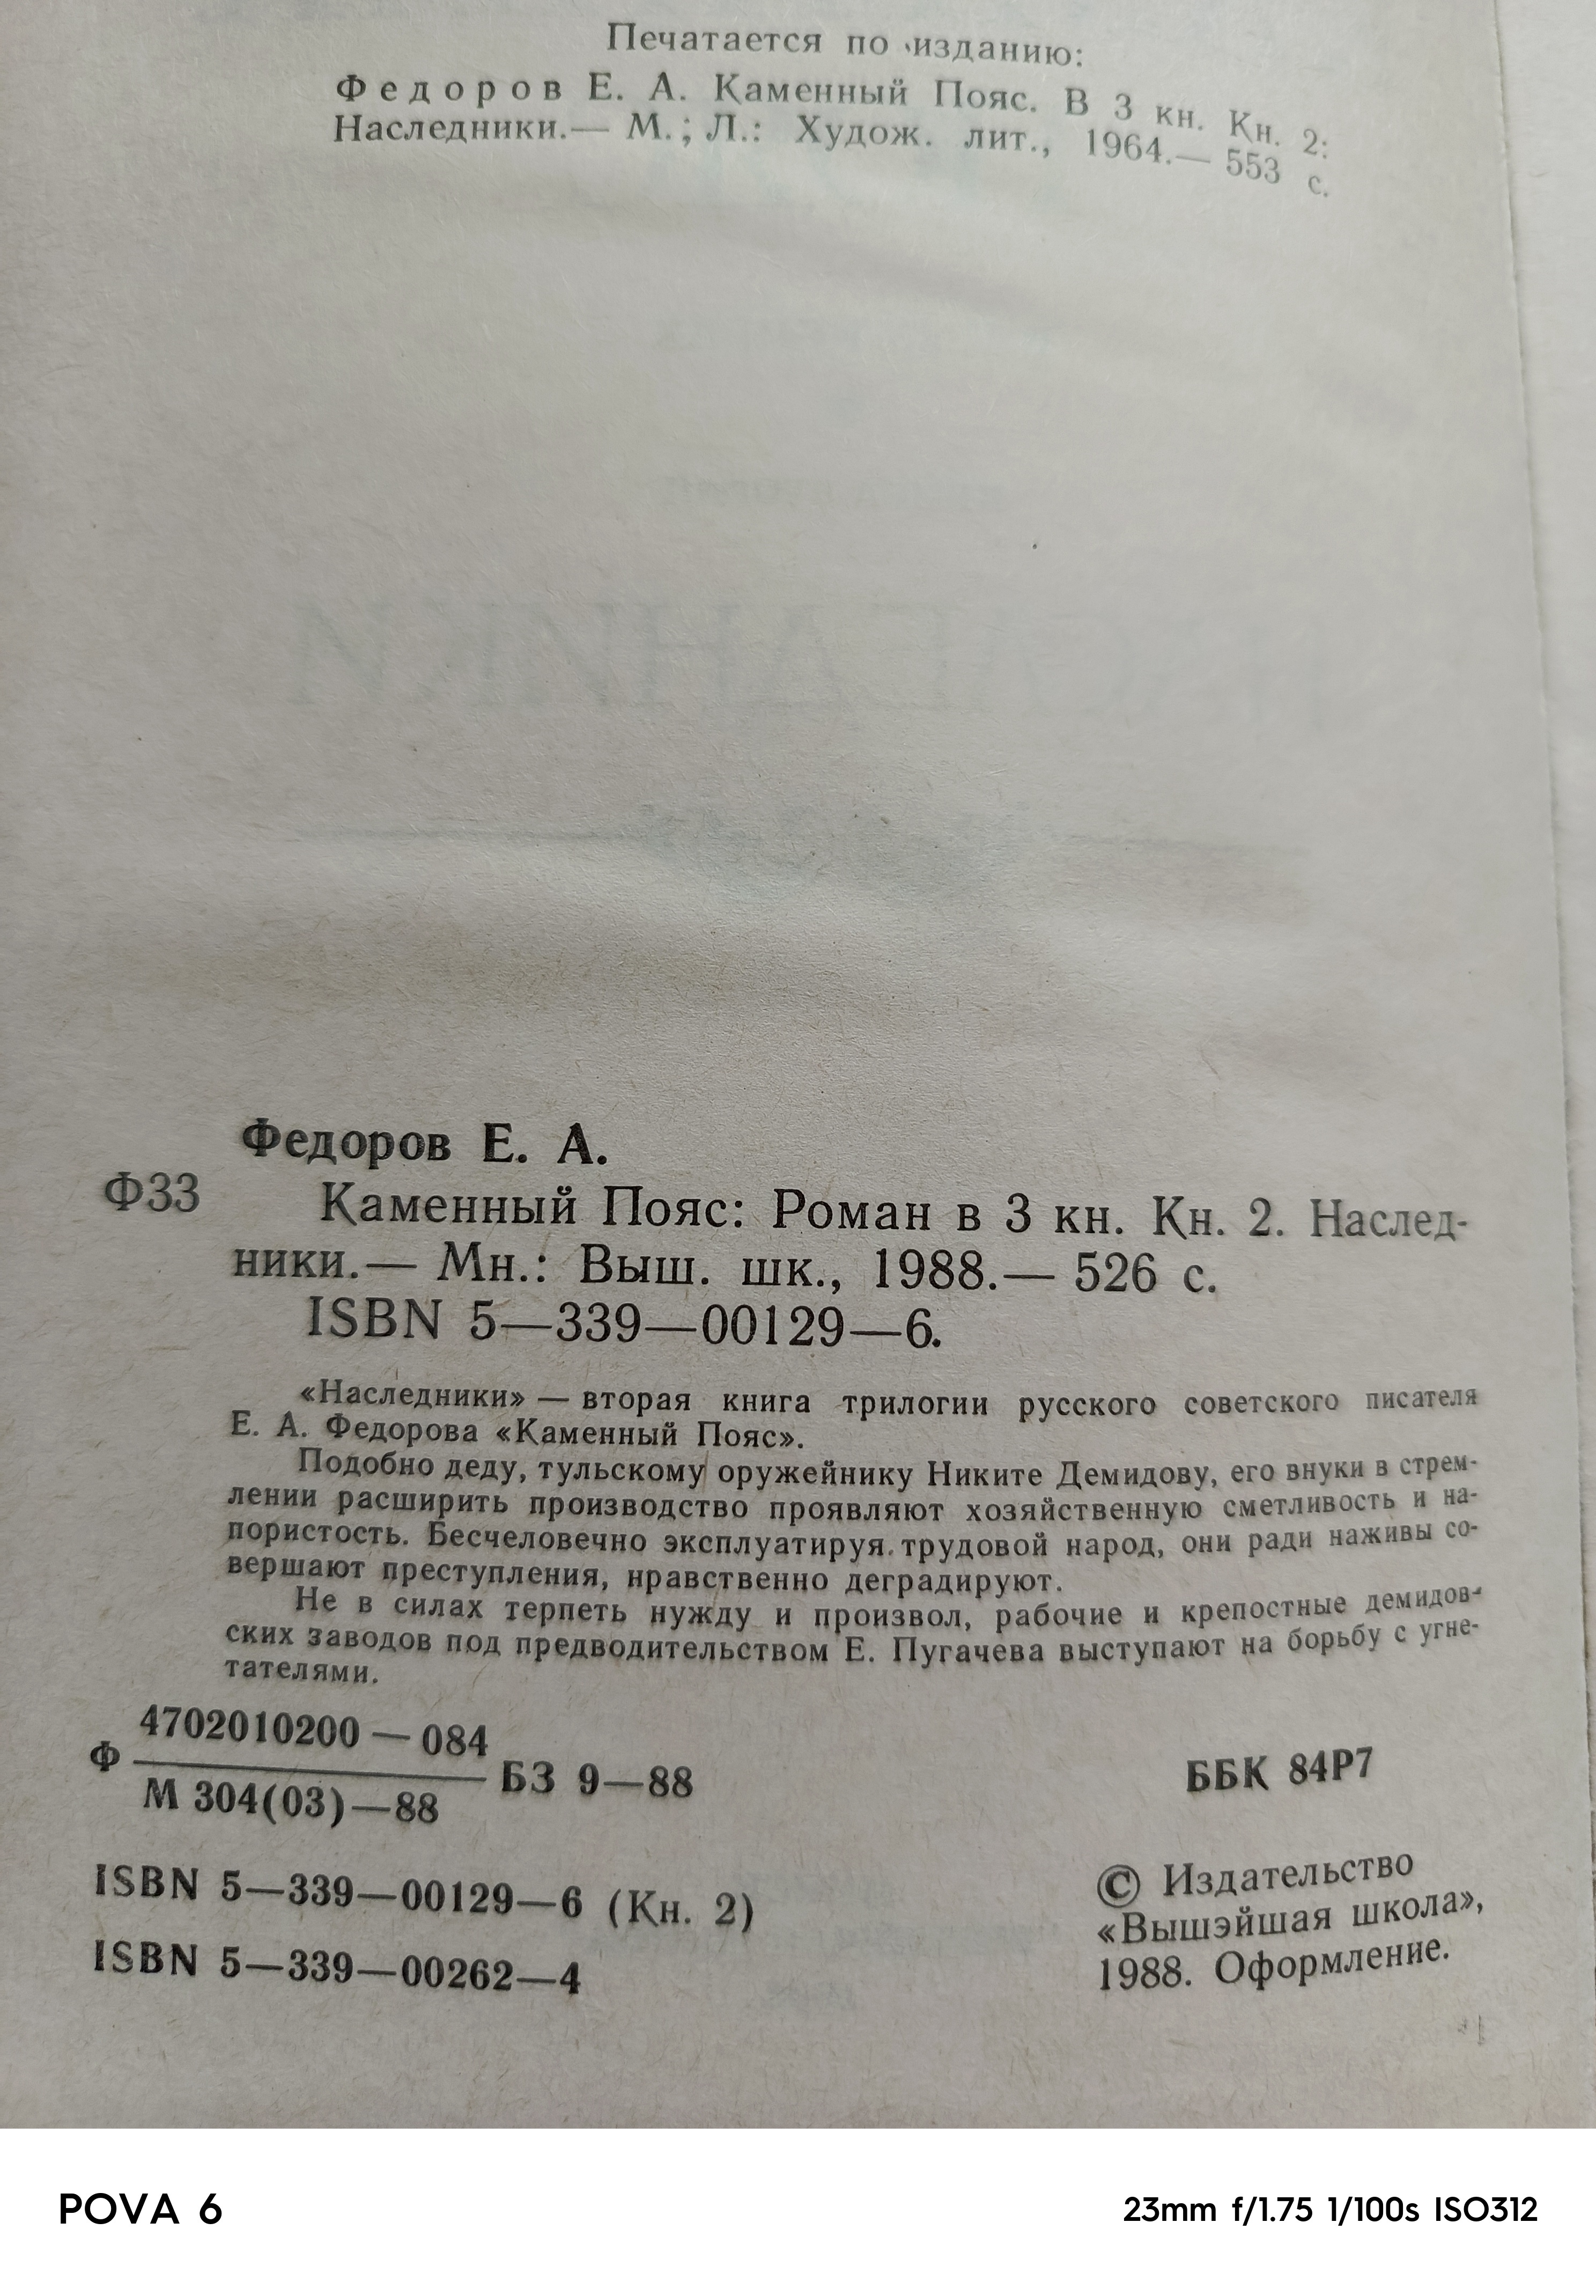 Печатается по изданию:
Федоров Е. А. Каменный Пояс. В 3 кн. Кн. 2:
Наследники.— М.; Л.: Худож. лит., 1964.— 553 с.
Федоров Е. А.
Ф33 Каменный Пояс: Роман в 3 кн. Кн. 2. Наслед-
ники.— Мн.: Выш. шк., 1988.— 526 с.
ISBN 5—339—00129—6.
«Наследники» — вторая книга трилогии русского советского писателя
Е. А. Федорова «Каменный Пояс».
Подобно деду, тульскому оружейнику Никите Демидову, его внуки в стрем-
лении расширить производство проявляют хозяйственную сметливость и на-
пористость. Бесчеловечно эксплуатируя трудовой народ, они ради наживы со-
вершают преступления, нравственно деградируют.
Не в силах терпеть нужду и произвол, рабочие и крепостные демидов-
ских заводов под предводительством Е. Пугачева выступают на борьбу с угне-
тателями.
4702010200 — 084
Ф БЗ 9—88
М 304(03)—88
ББК 84Р7
ISBN 5—339—00129—6 (Кн. 2)
ISBN 5—339—00262—4
© Издательство
«Вышэйшая школа»,
1988. Оформление.
POVA 6
23mm f/1.75 1/100s ISO312